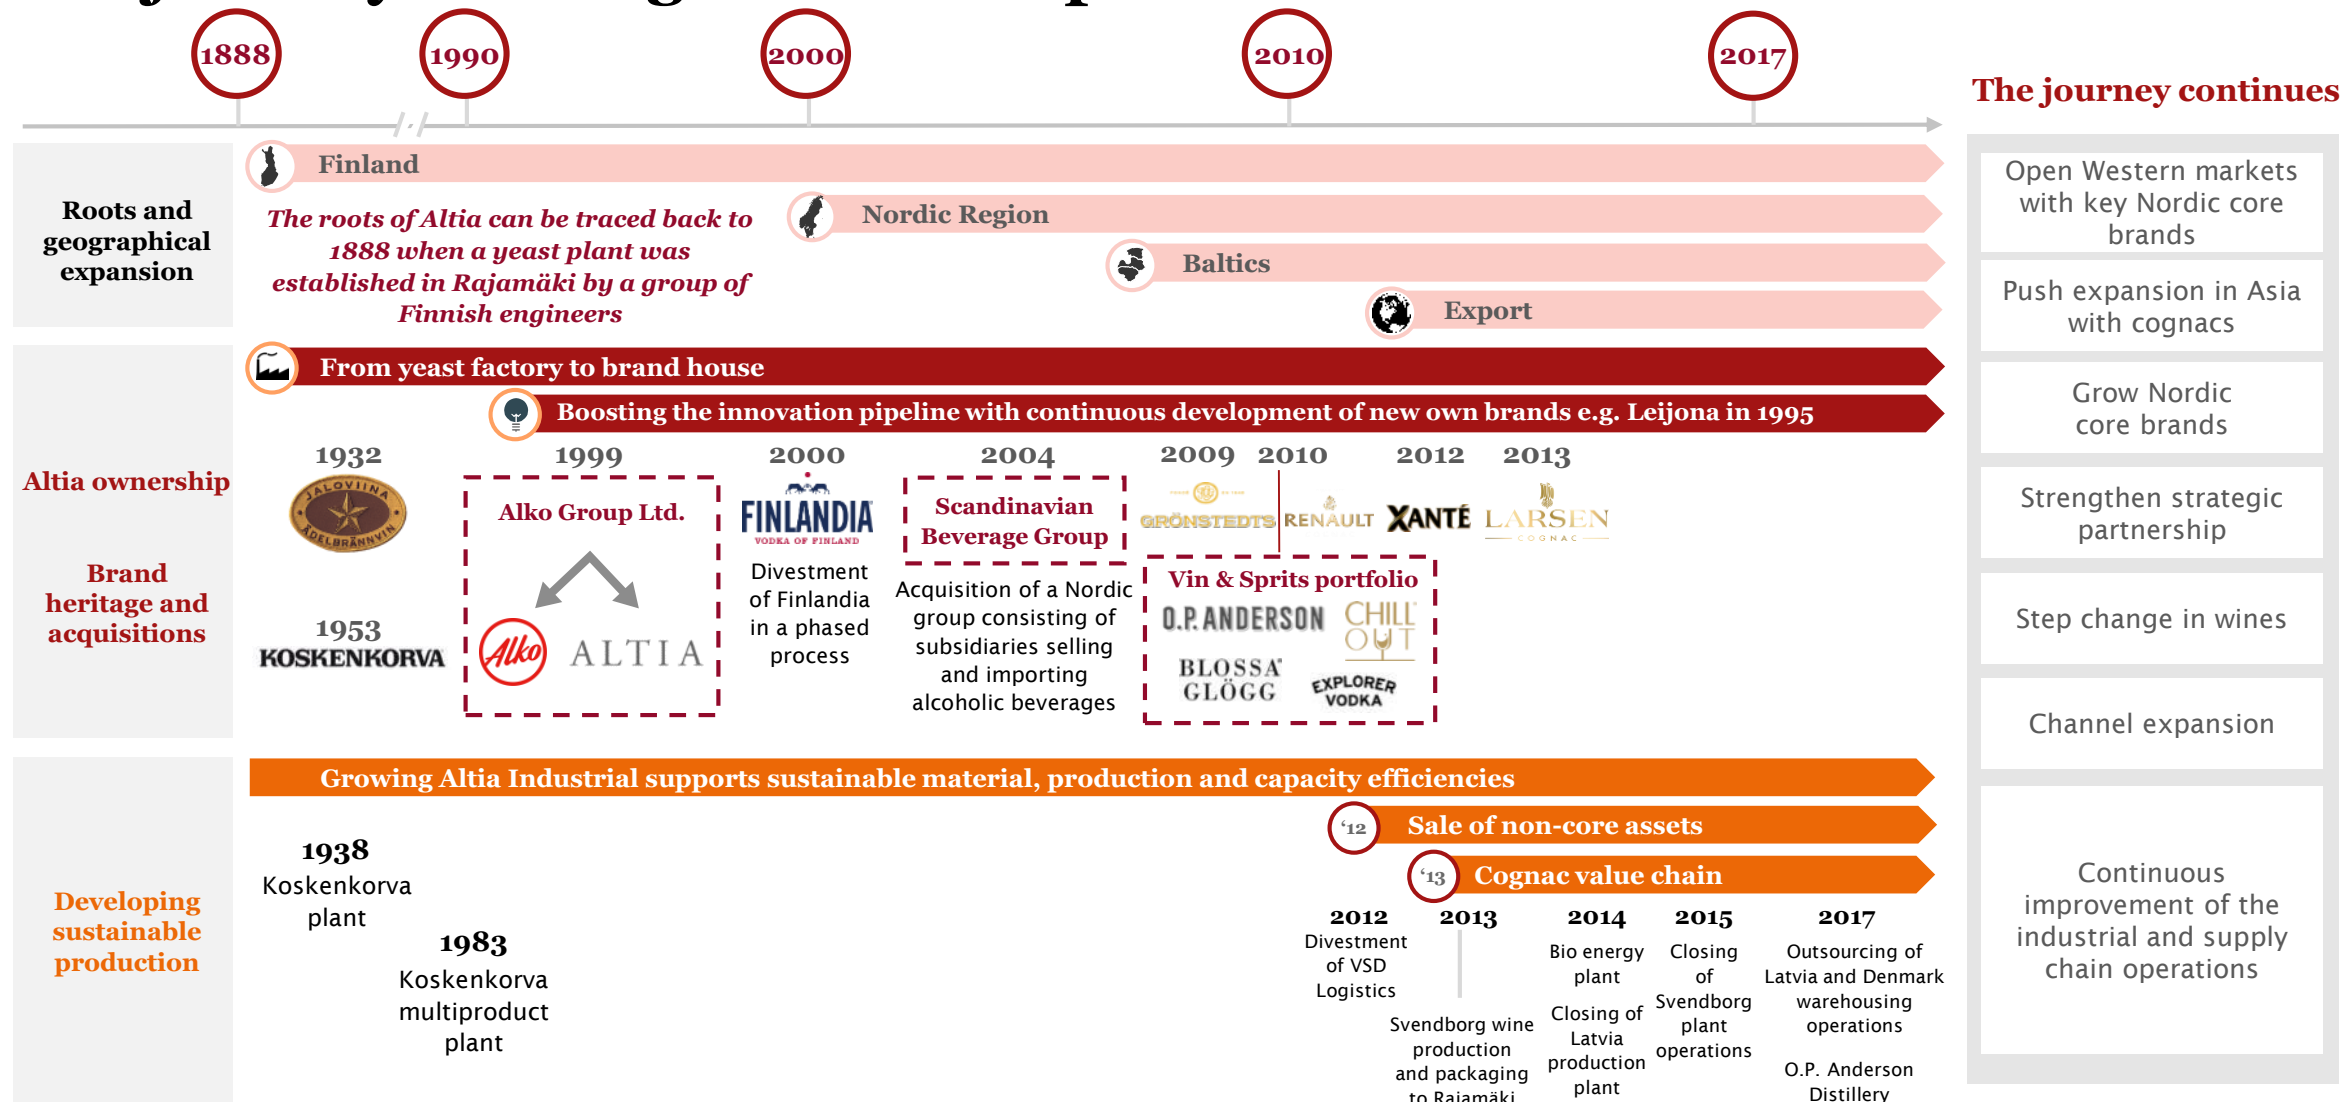 1888
1990
2000
2010
2017
The journey continues
Roots and
geographical
expansion
Finland
The roots of Altia can be traced back to
1888 when a yeast plant was
established in Rajamäki by a group of
Finnish engineers
Nordic Region
Baltics
Export
Altia ownership
Brand
heritage and
acquisitions
From yeast factory to brand house
Boosting the innovation pipeline with continuous development of new own brands e.g. Leijona in 1995
1932
JALOVIINA
ÄDELBRÄNNVIN
1953
KOSKENKORVA
1999
Alko Group Ltd.
Alko
ALTIA
2000
FINLANDIA
VODKA OF FINLAND
Divestment
of Finlandia
in a phased
process
2004
Scandinavian
Beverage Group
Acquisition of a Nordic
group consisting of
subsidiaries selling
and importing
alcoholic beverages
2009
GRÖNSTEDTS
2010
RENAULT
2012
XANTÉ
2013
LARSEN
COGNAC
Vin & Sprits portfolio
O.P. ANDERSON
CHILL
OUT
BLOSSA
GLÖGG
EXPLORER
VODKA
Developing
sustainable
production
Growing Altia Industrial supports sustainable material, production and capacity efficiencies
‘12
Sale of non-core assets
‘13
Cognac value chain
1938
Koskenkorva
plant
1983
Koskenkorva
multiproduct
plant
2012
Divestment
of VSD
Logistics
2013
Svendborg wine
production
and packaging
to Rajamäki
2014
Bio energy
plant
Closing of
Latvia
production
plant
2015
Closing
of
Svendborg
plant
operations
2017
Outsourcing of
Latvia and Denmark
warehousing
operations
O.P. Anderson
Distillery
Open Western markets
with key Nordic core
brands
Push expansion in Asia
with cognacs
Grow Nordic
core brands
Strengthen strategic
partnership
Step change in wines
Channel expansion
Continuous
improvement of the
industrial and supply
chain operations